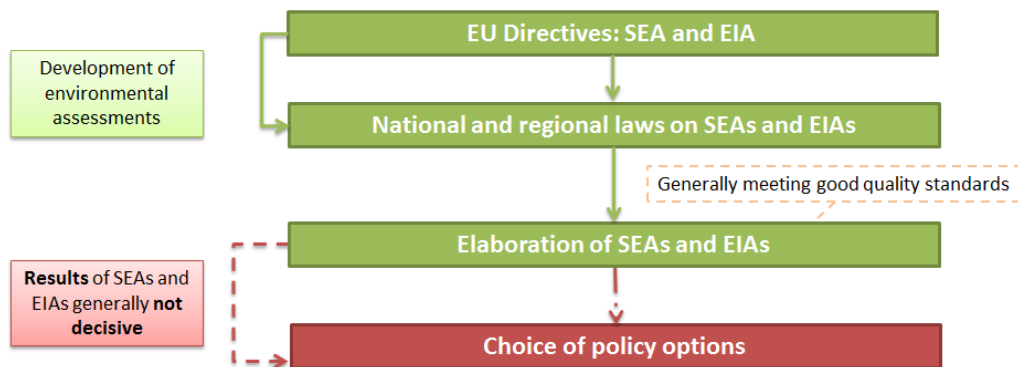 EU Directives: SEA and EIA
Development of
environmental
assessments
National and regional laws on SEAs and EIAs
Generally meeting good quality standards
Elaboration of SEAs and EIAs
Results of SEAs and
EIAs generally not
decisive
Choice of policy options